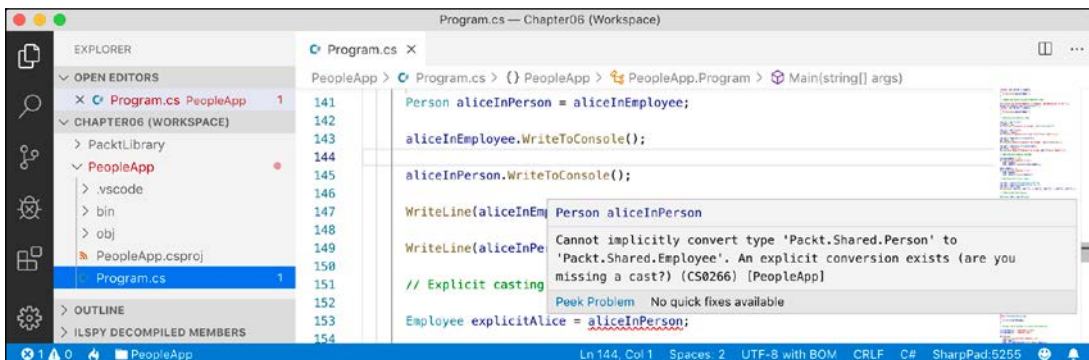 Program.cs — Chapter06 (Workspace)
EXPLORER
OPEN EDITORS
Program.cs PeopleApp 1
CHAPTER06 (WORKSPACE)
PacktLibrary
PeopleApp
.vscode
bin
obj
PeopleApp.csproj
Program.cs 1
OUTLINE
ILSPY DECOMPILED MEMBERS
Program.cs
PeopleApp > Program.cs > {} PeopleApp > PeopleApp.Program > Main(string[] args)
141 Person aliceInPerson = aliceInEmployee;
142
143 aliceInEmployee.WriteToConsole();
144
145 aliceInPerson.WriteToConsole();
146
147 WriteLine(aliceInEmp
148
149 WriteLine(aliceInPe
150
151 // Explicit casting
152
153 Employee explicitAlice = aliceInPerson;
154
Person aliceInPerson
Cannot implicitly convert type 'Packt.Shared.Person' to
'Packt.Shared.Employee'. An explicit conversion exists (are you
missing a cast?) (CS0266) [PeopleApp]
Peek Problem No quick fixes available
1 0 PeopleApp Ln 144, Col 1 Spaces: 2 UTF-8 with BOM CRLF C# SharpPad:5255